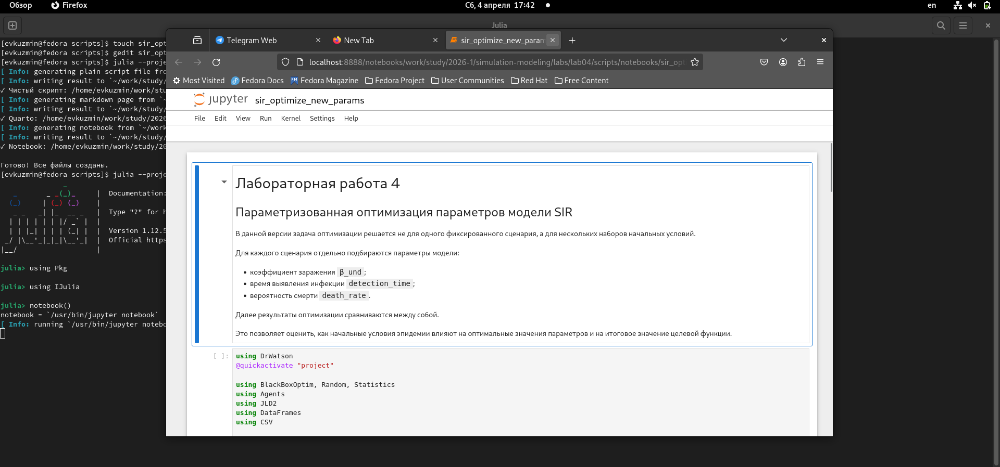 Обзор Firefox Сб, 4 апреля 17:42 en
Julia
[evkuzmin@fedora scripts]$ touch sir_opt
[evkuzmin@fedora scripts]$ gedit sir_opt
[evkuzmin@fedora scripts]$ julia --proje
[ Info: generating plain script file fro
[ Info: writing result to `~/work/study/
✓ Чистый скрипт: /home/evkuzmin/work/stu
[ Info: generating markdown page from `~
[ Info: writing result to `~/work/study/
✓ Quarto: /home/evkuzmin/work/study/2026
[ Info: generating notebook from `~/work
[ Info: writing result to `~/work/study/
✓ Notebook: /home/evkuzmin/work/study/20
Готово! Все файлы созданы.
[evkuzmin@fedora scripts]$ julia --proje
| Documentation:
| Type "?" for h
| Version 1.12.5
| Official https
julia> using Pkg
julia> using IJulia
julia> notebook()
notebook = `/usr/bin/jupyter notebook`
[ Info: running `/usr/bin/jupyter notebo
Telegram Web New Tab sir_optimize_new_param
localhost:8888/notebooks/work/study/2026-1/simulation-modeling/labs/lab04/scripts/notebooks/sir_opt
Most Visited Fedora Docs Fedora Magazine Fedora Project User Communities Red Hat Free Content
jupyter sir_optimize_new_params
File Edit View Run Kernel Settings Help
Лабораторная работа 4
Параметризованная оптимизация параметров модели SIR
В данной версии задача оптимизации решается не для одного фиксированного сценария, а для нескольких наборов начальных условий.
Для каждого сценария отдельно подбираются параметры модели:
• коэффициент заражения β_und;
• время выявления инфекции detection_time;
• вероятность смерти death_rate.
Далее результаты оптимизации сравниваются между собой.
Это позволяет оценить, как начальные условия эпидемии влияют на оптимальные значения параметров и на итоговое значение целевой функции.
[ ]: using DrWatson
@quickactivate "project"
using BlackBoxOptim, Random, Statistics
using Agents
using JLD2
using DataFrames
using CSV